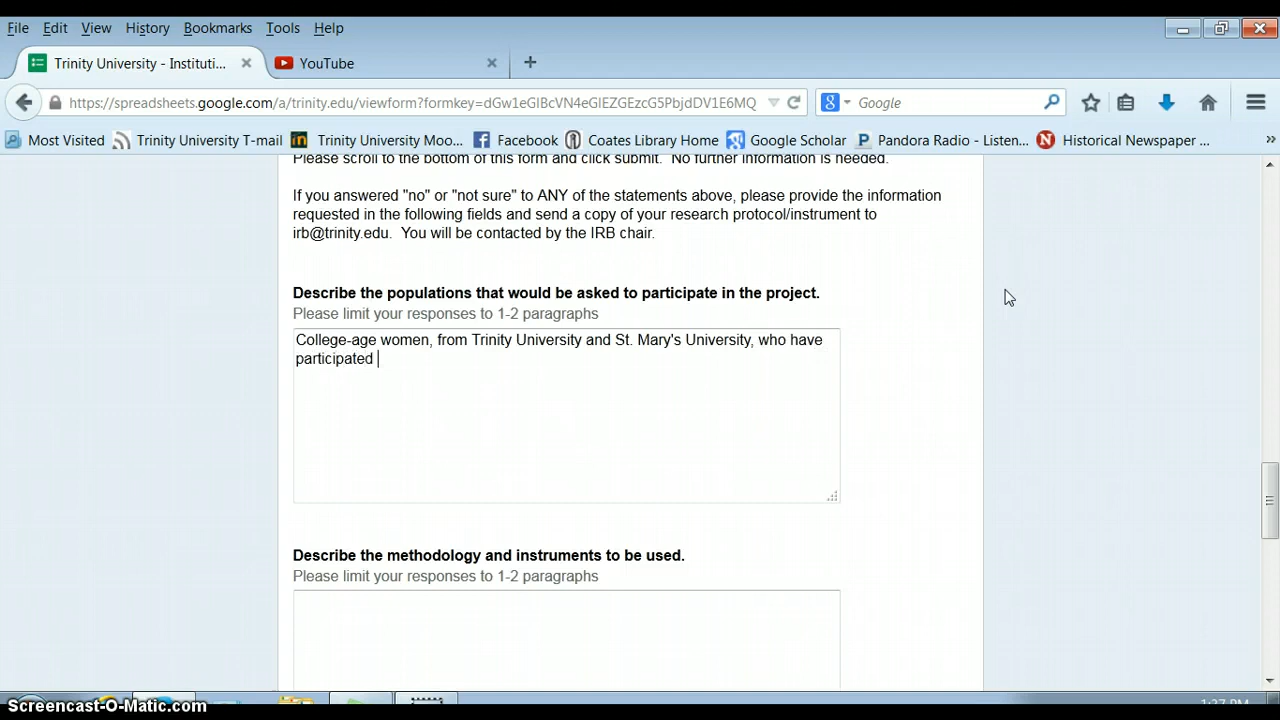 File Edit View History Bookmarks Tools Help
Trinity University - Instituti... YouTube
https://spreadsheets.google.com/a/trinity.edu/viewform?formkey=dGw1eGlBSVN4eGlEZGEzcG5PbjdDV1E6MQ Google
Most Visited Trinity University T-mail Trinity University Moo... Facebook Coates Library Home Google Scholar Pandora Radio - Listen... Historical Newspaper ... »
Please scroll to the bottom of this form and click submit. No further information is needed.
If you answered "no" or "not sure" to ANY of the statements above, please provide the information
requested in the following fields and send a copy of your research protocol/instrument to
irb@trinity.edu. You will be contacted by the IRB chair.
Describe the populations that would be asked to participate in the project.
Please limit your responses to 1-2 paragraphs
College-age women, from Trinity University and St. Mary's University, who have
participated
Describe the methodology and instruments to be used.
Please limit your responses to 1-2 paragraphs
Screencast-O-Matic.com
1:27 PM